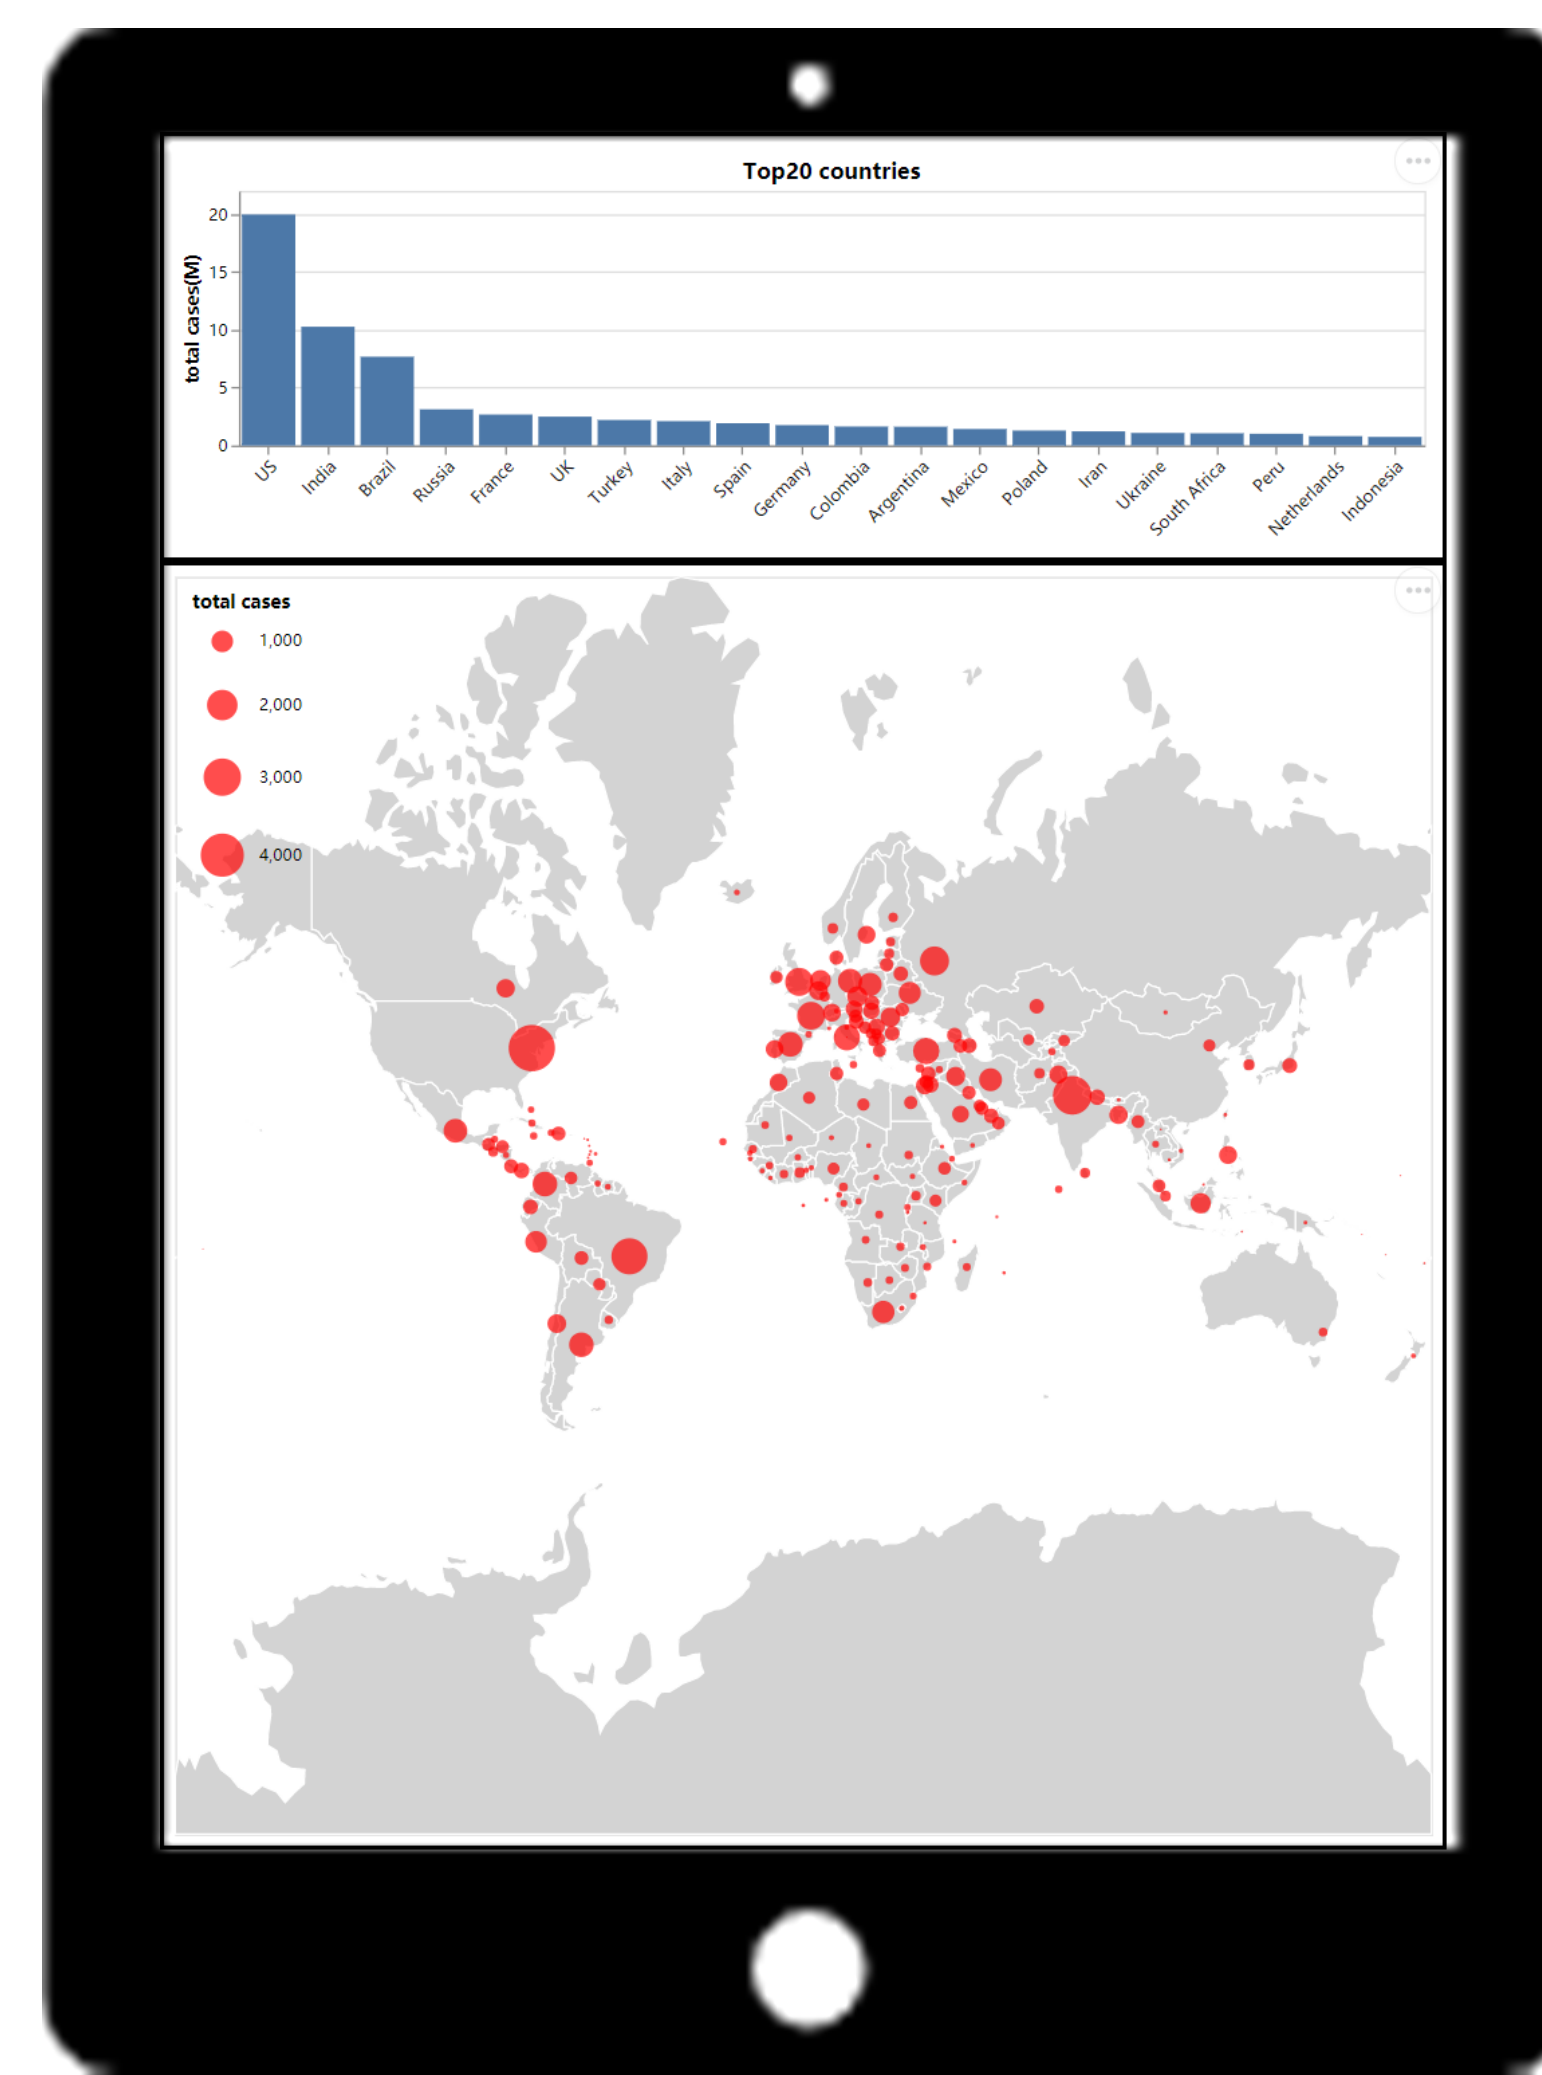 Top20 countries
total cases(M)
20
15
10
5
0
US
India
Brazil
Russia
France
UK
Turkey
Italy
Spain
Germany
Colombia
Argentina
Mexico
Poland
Iran
Ukraine
South Africa
Peru
Netherlands
Indonesia
total cases
1,000
2,000
3,000
4,000